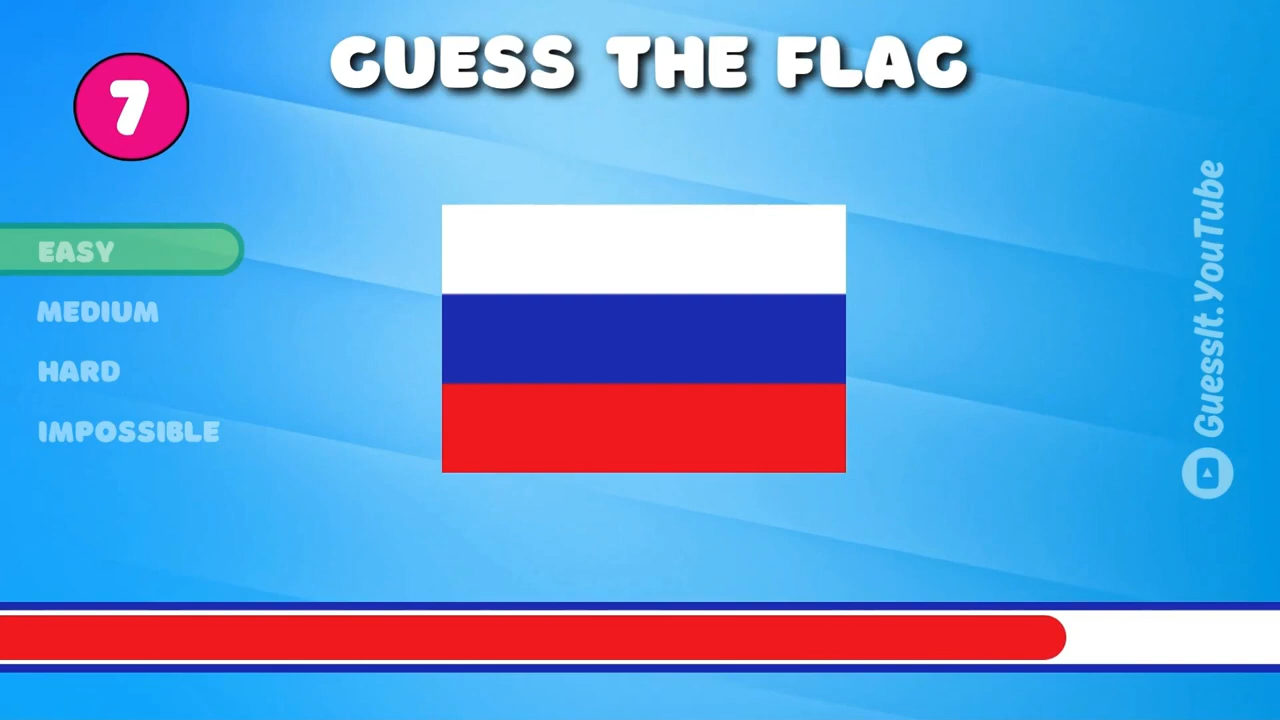 GUESS THE FLAG
7
EASY
MEDIUM
HARD
IMPOSSIBLE
GuessIt.YouTube